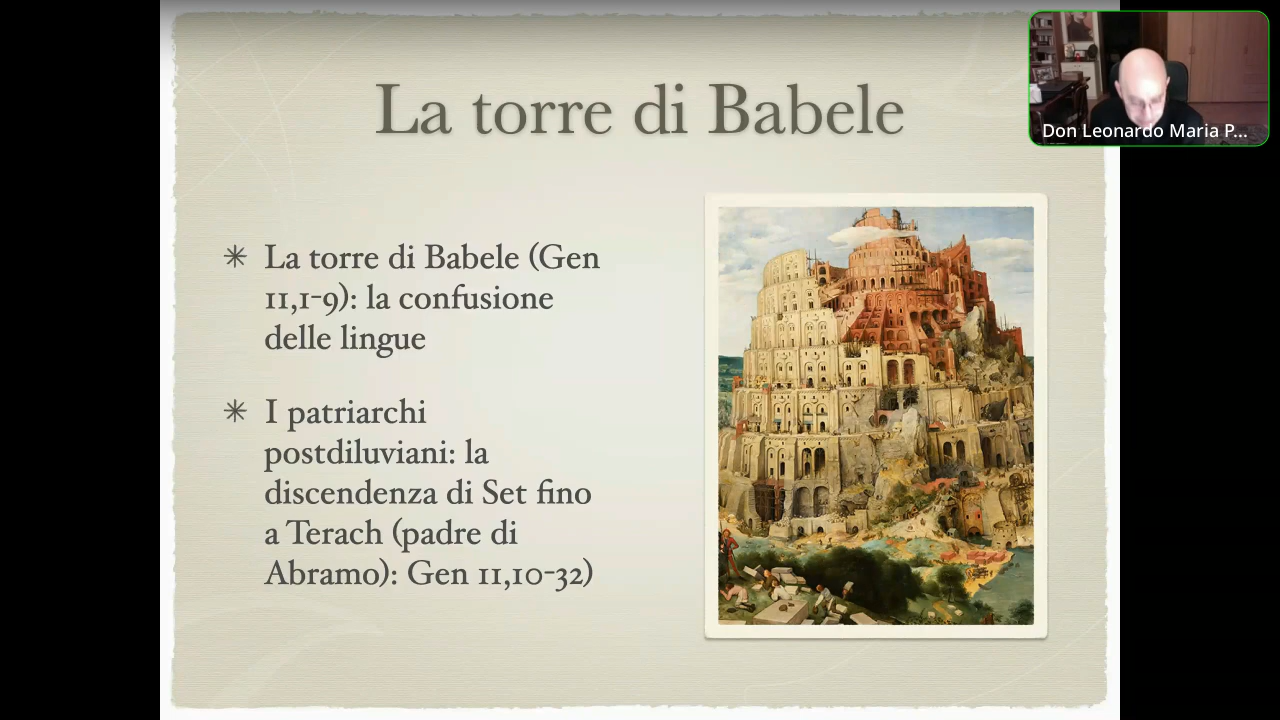 La torre di Babele
Don Leonardo Maria P...
✳ La torre di Babele (Gen
11,1-9): la confusione
delle lingue
✳ I patriarchi
postdiluviani: la
discendenza di Set fino
a Terach (padre di
Abramo): Gen 11,10-32)